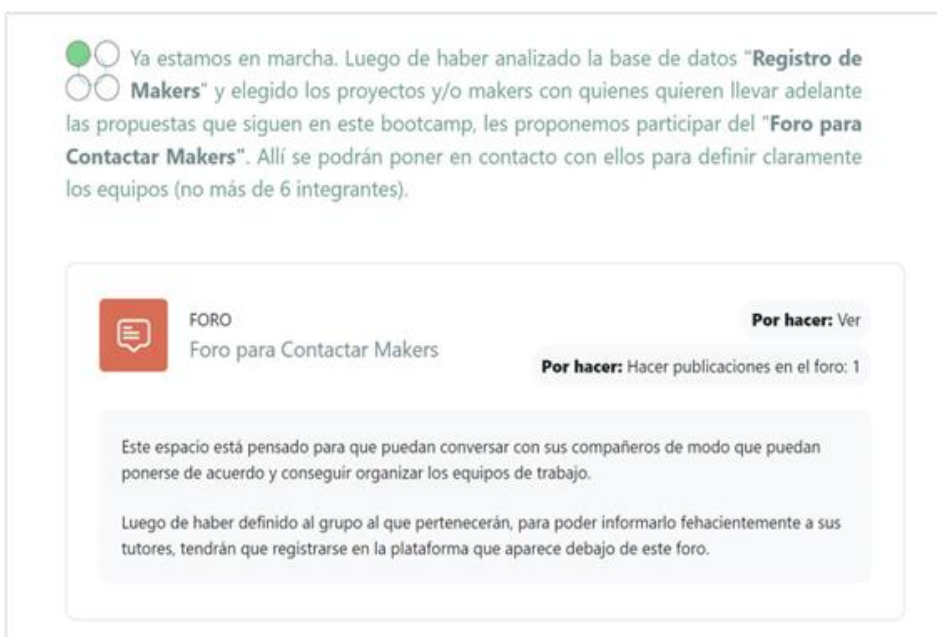 Ya estamos en marcha. Luego de haber analizado la base de datos "Registro de
Makers" y elegido los proyectos y/o makers con quienes quieren llevar adelante
las propuestas que siguen en este bootcamp, les proponemos participar del "Foro para
Contactar Makers". Allí se podrán poner en contacto con ellos para definir claramente
los equipos (no más de 6 integrantes).
FORO
Foro para Contactar Makers
Por hacer: Ver
Por hacer: Hacer publicaciones en el foro: 1
Este espacio está pensado para que puedan conversar con sus compañeros de modo que puedan
ponerse de acuerdo y conseguir organizar los equipos de trabajo.
Luego de haber definido al grupo al que pertenecerán, para poder informarlo fehacientemente a sus
tutores, tendrán que registrarse en la plataforma que aparece debajo de este foro.